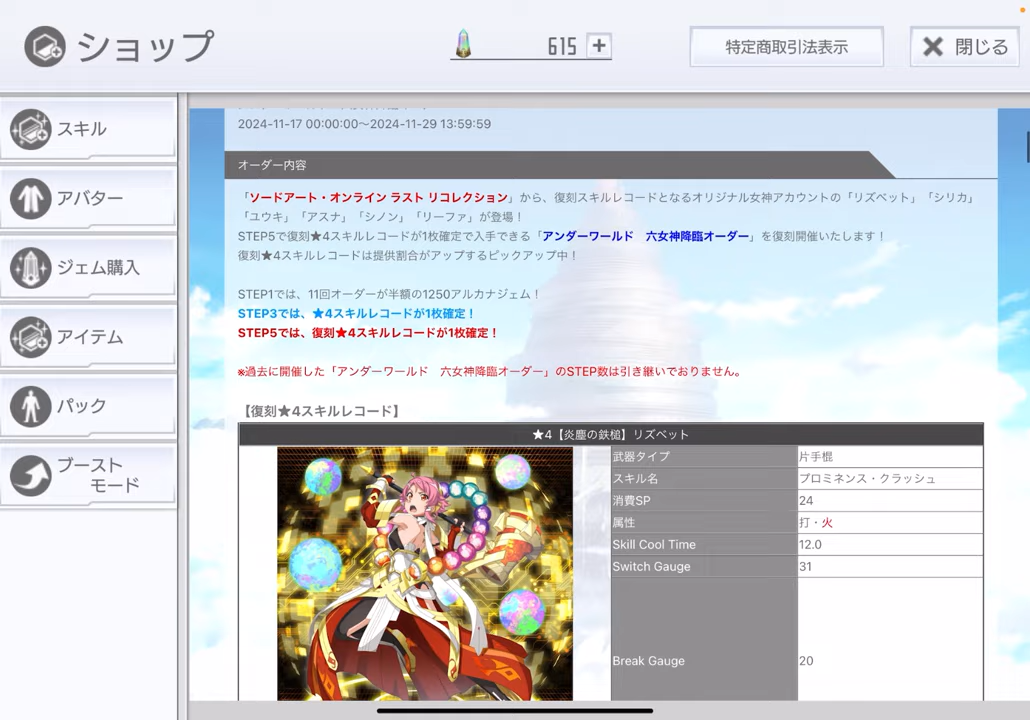 ショップ
615
特定商取引法表示
閉じる
スキル
アバター
ジェム購入
アイテム
パック
ブースト
モード
2024-11-17 00:00:00～2024-11-29 13:59:59
オーダー内容
「ソードアート・オンライン ラスト リコレクション」から、復刻スキルレコードとなるオリジナル女神アカウントの「リズベット」「シリカ」
「ユウキ」「アスナ」「シノン」「リーファ」が登場！
STEP5で復刻★4スキルレコードが1枚確定で入手できる「アンダーワールド　六女神降臨オーダー」を復刻開催いたします！
復刻★4スキルレコードは提供割合がアップするピックアップ中！
STEP1では、11回オーダーが半額の1250アルカナジェム！
STEP3では、★4スキルレコードが1枚確定！
STEP5では、復刻★4スキルレコードが1枚確定！
※過去に開催した「アンダーワールド　六女神降臨オーダー」のSTEP数は引き継いでおりません。
【復刻★4スキルレコード】
★4【炎塵の鉄槌】リズベット
武器タイプ 片手棍
スキル名 プロミネンス・クラッシュ
消費SP 24
属性 打・火
Skill Cool Time 12.0
Switch Gauge 31
Break Gauge 20